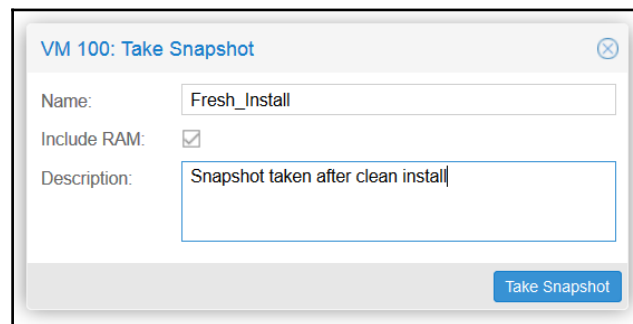 VM 100: Take Snapshot
Name: Fresh_Install
Include RAM:
Description: Snapshot taken after clean install
Take Snapshot